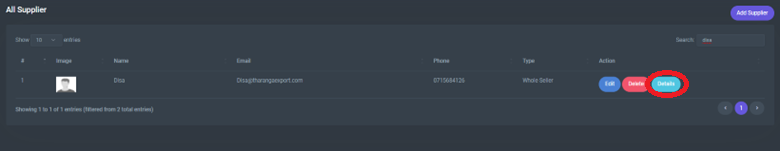 All Supplier
Add Supplier
Show 10 entries
Search: disa
# Image Name Email Phone Type Action
1 Disa Disa@tharangaexport.com 0715684126 Whole Seller Edit Delete Details
Showing 1 to 1 of 1 entries (filtered from 2 total entries)
1